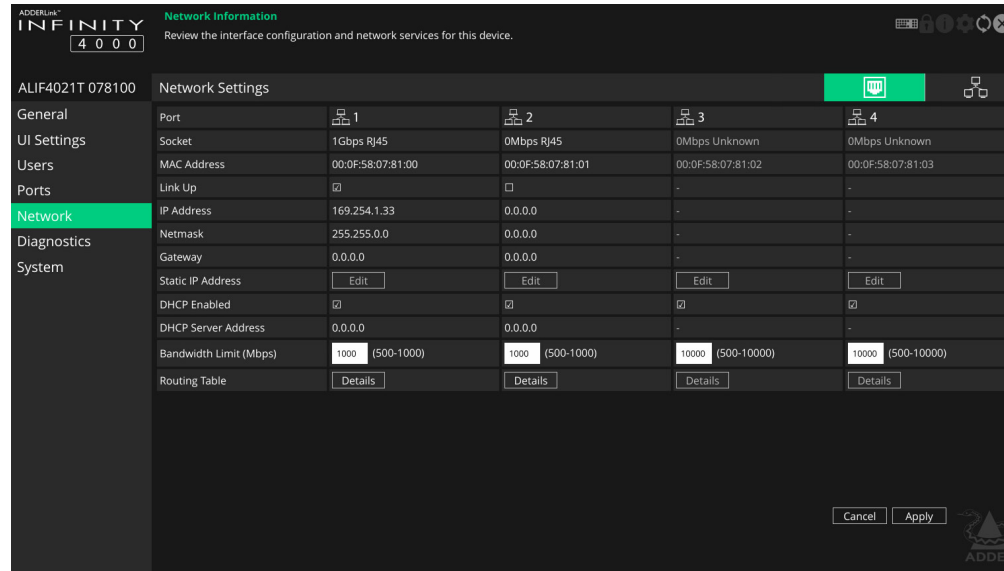 ADDERLink™
INFINITY
4000
Network Information
Review the interface configuration and network services for this device.
ALIF4021T 078100
Network Settings
General
UI Settings
Users
Ports
Network
Diagnostics
System
Port 1 2 3 4
Socket 1Gbps RJ45 0Mbps RJ45 0Mbps Unknown 0Mbps Unknown
MAC Address 00:0F:58:07:81:00 00:0F:58:07:81:01 00:0F:58:07:81:02 00:0F:58:07:81:03
Link Up ☑ ☐ - -
IP Address 169.254.1.33 0.0.0.0 - -
Netmask 255.255.0.0 0.0.0.0 - -
Gateway 0.0.0.0 0.0.0.0 - -
Static IP Address Edit Edit Edit Edit
DHCP Enabled ☑ ☑ ☑ ☑
DHCP Server Address 0.0.0.0 0.0.0.0 - -
Bandwidth Limit (Mbps) 1000 (500-1000) 1000 (500-1000) 10000 (500-10000) 10000 (500-10000)
Routing Table Details Details Details Details
Cancel Apply
ADDE